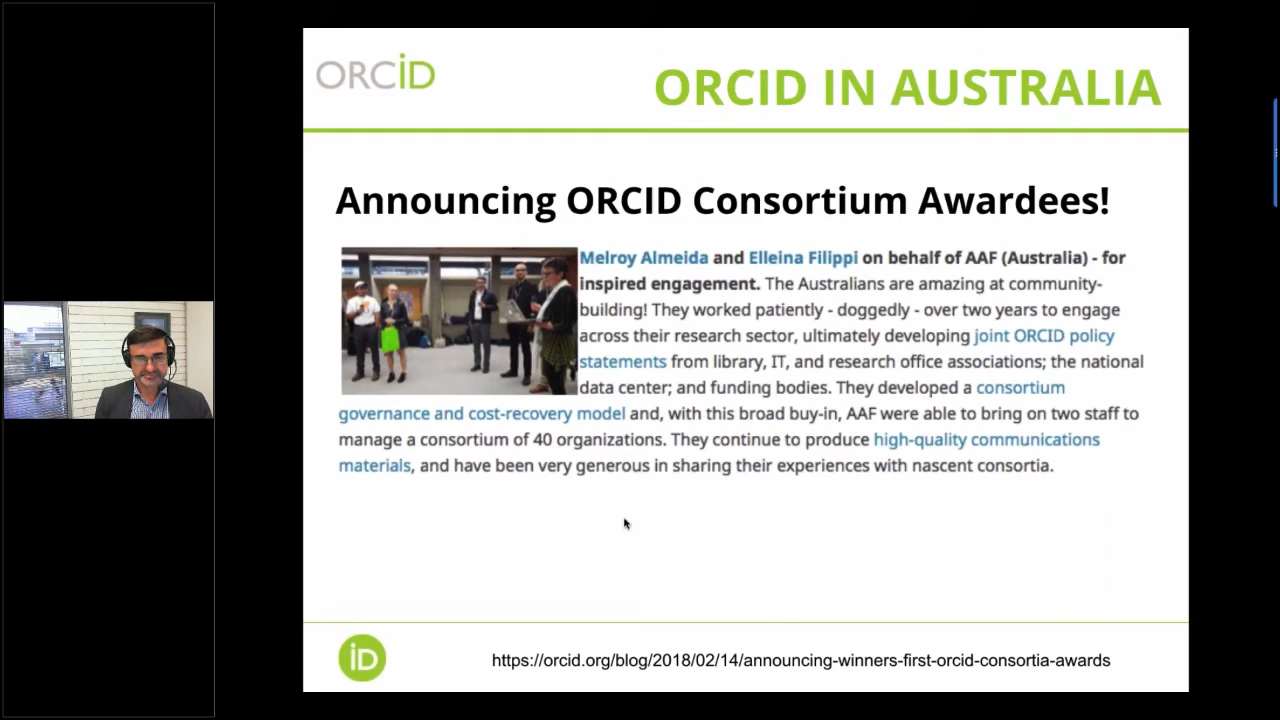 ORCID
ORCID IN AUSTRALIA
Announcing ORCID Consortium Awardees!
Melroy Almeida and Elleina Filippi on behalf of AAF (Australia) - for
inspired engagement. The Australians are amazing at community-
building! They worked patiently - doggedly - over two years to engage
across their research sector, ultimately developing joint ORCID policy
statements from library, IT, and research office associations; the national
data center; and funding bodies. They developed a consortium
governance and cost-recovery model and, with this broad buy-in, AAF were able to bring on two staff to
manage a consortium of 40 organizations. They continue to produce high-quality communications
materials, and have been very generous in sharing their experiences with nascent consortia.
iD
https://orcid.org/blog/2018/02/14/announcing-winners-first-orcid-consortia-awards